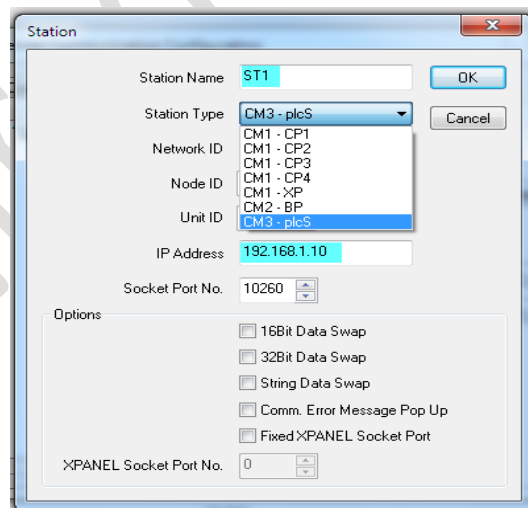 Station
Station Name ST1 OK
Station Type CM3 - plcS Cancel
CM1 - CP1
CM1 - CP2
Network ID CM1 - CP3
CM1 - CP4
Node ID CM1 - XP
CM2 - BP
Unit ID CM3 - plcS
IP Address 192.168.1.10
Socket Port No. 10260
Options
16Bit Data Swap
32Bit Data Swap
String Data Swap
Comm. Error Message Pop Up
Fixed XPANEL Socket Port
XPANEL Socket Port No. 0